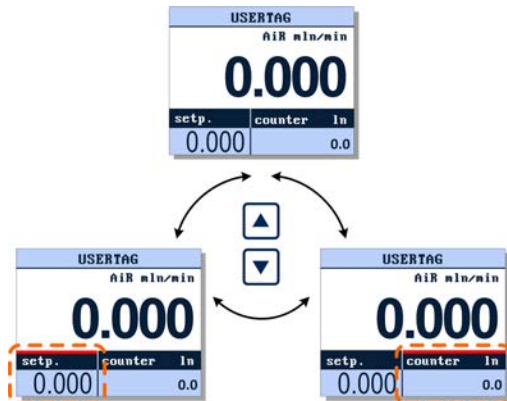 USERTAG
AiR mln/min
0.000
setp. counter ln
0.000 0.0
USERTAG
AiR mln/min
0.000
setp. counter ln
0.000 0.0
USERTAG
AiR mln/min
0.000
setp. counter ln
0.000 0.0